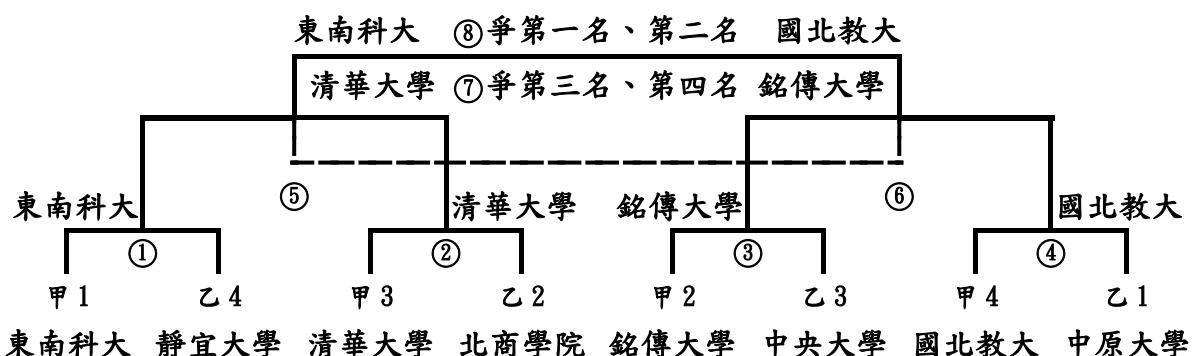 東南科大 ⑧爭第一名、第二名 國北教大
清華大學 ⑦爭第三名、第四名 銘傳大學
⑤ ⑥
東南科大 清華大學 銘傳大學 國北教大
① ② ③ ④
甲1 乙4 甲3 乙2 甲2 乙3 甲4 乙1
東南科大 靜宜大學 清華大學 北商學院 銘傳大學 中央大學 國北教大 中原大學